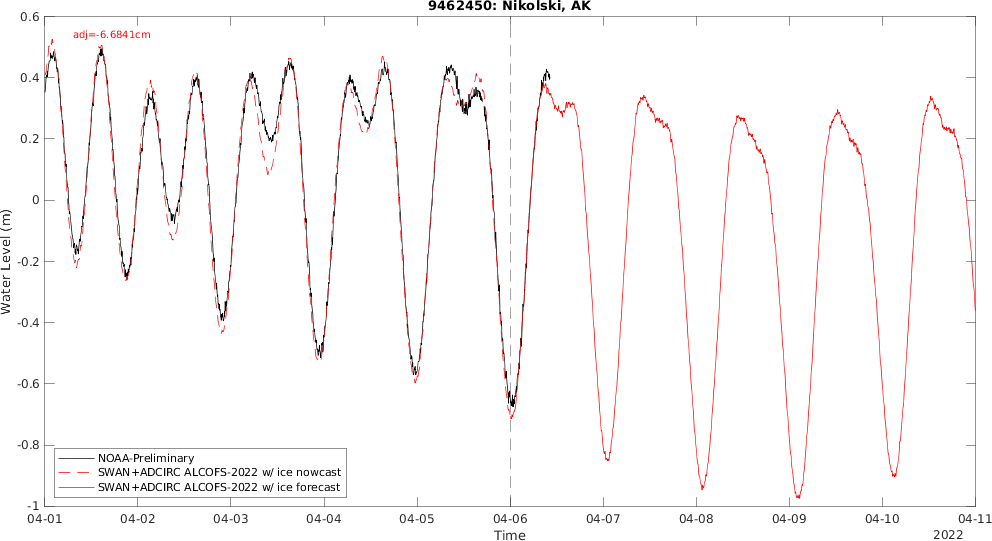 9462450: Nikolski, AK
adj=-6.6841cm
0.6
0.4
0.2
0
-0.2
-0.4
-0.6
-0.8
-1
Water Level (m)
NOAA-Preliminary
SWAN+ADCIRC ALCOFS-2022 w/ ice nowcast
SWAN+ADCIRC ALCOFS-2022 w/ ice forecast
04-01 04-02 04-03 04-04 04-05 04-06 04-07 04-08 04-09 04-10 04-11
Time
2022